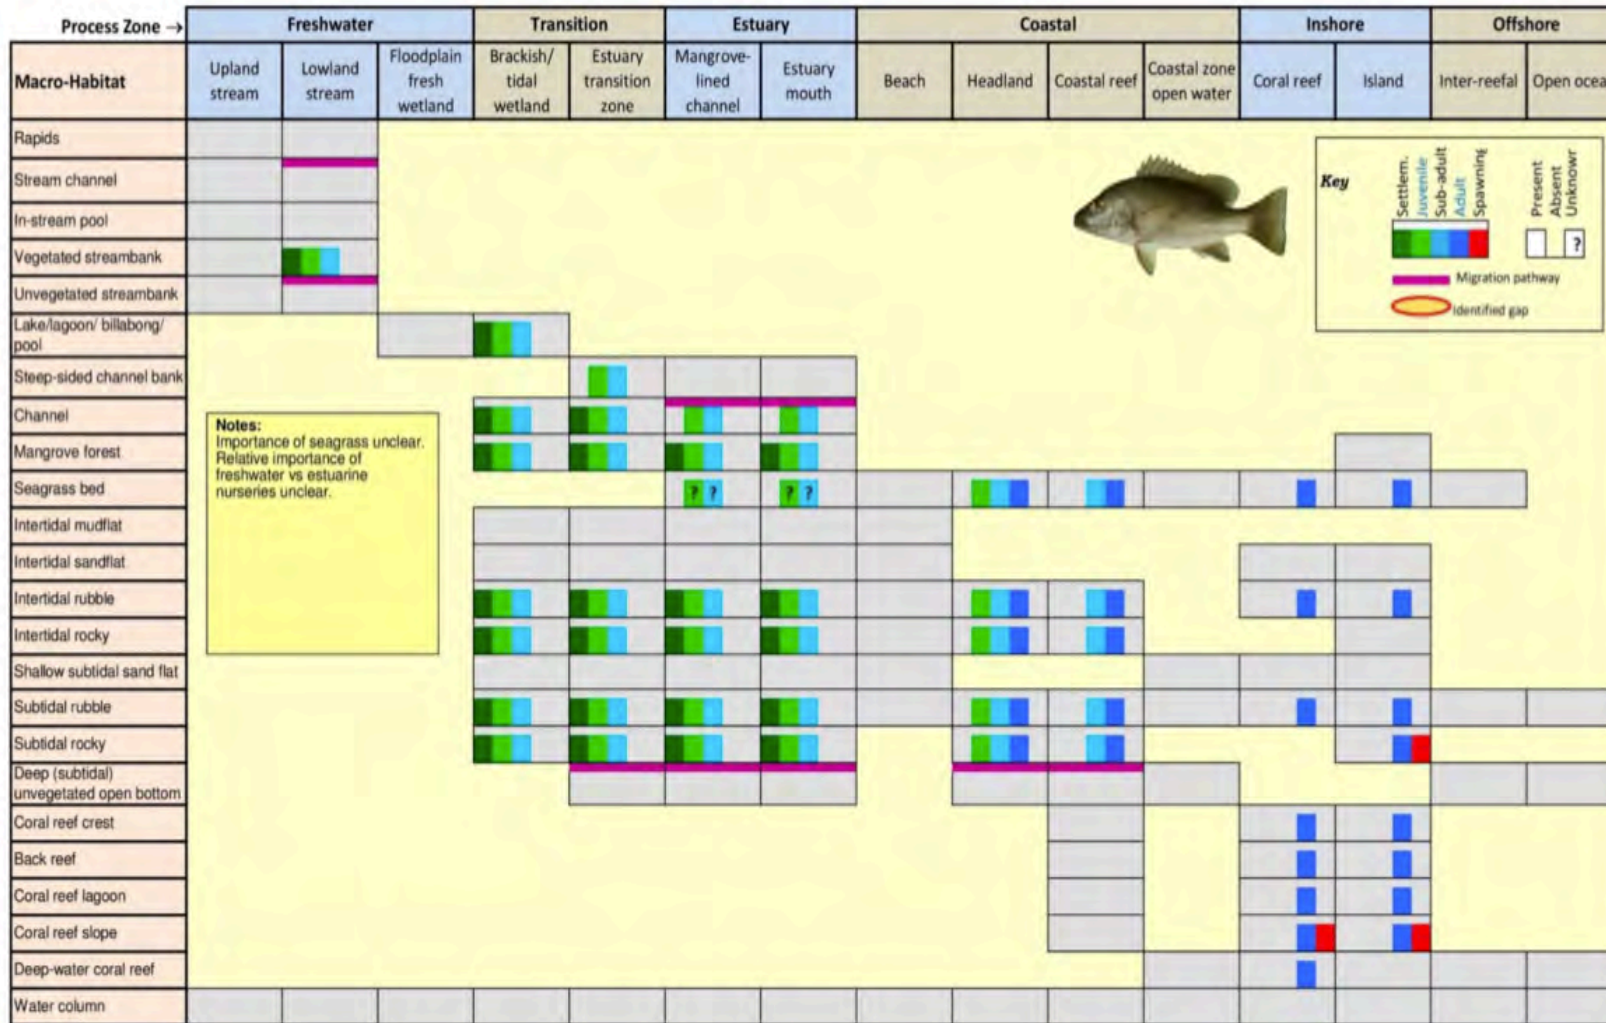 Process Zone → Freshwater Transition Estuary Coastal Inshore Offshore
Macro-Habitat
Upland stream
Lowland stream
Floodplain fresh wetland
Brackish/ tidal wetland
Estuary transition zone
Mangrove-lined channel
Estuary mouth
Beach
Headland
Coastal reef
Coastal zone open water
Coral reef
Island
Inter-reefal
Open ocea
Rapids
Stream channel
In-stream pool
Vegetated streambank
Unvegetated streambank
Lake/lagoon/ billabong/
pool
Steep-sided channel bank
Channel
Mangrove forest
Seagrass bed
? ? ? ?
Intertidal mudflat
Intertidal sandflat
Intertidal rubble
Intertidal rocky
Shallow subtidal sand flat
Subtidal rubble
Subtidal rocky
Deep (subtidal)
unvegetated open bottom
Coral reef crest
Back reef
Coral reef lagoon
Coral reef slope
Deep-water coral reef
Water column
Notes:
Importance of seagrass unclear.
Relative importance of
freshwater vs estuarine
nurseries unclear.
Key
Settlem.
Juvenile
Sub-adult
Adult
Spawning
Present
Absent
Unknowr
?
Migration pathway
Identified gap